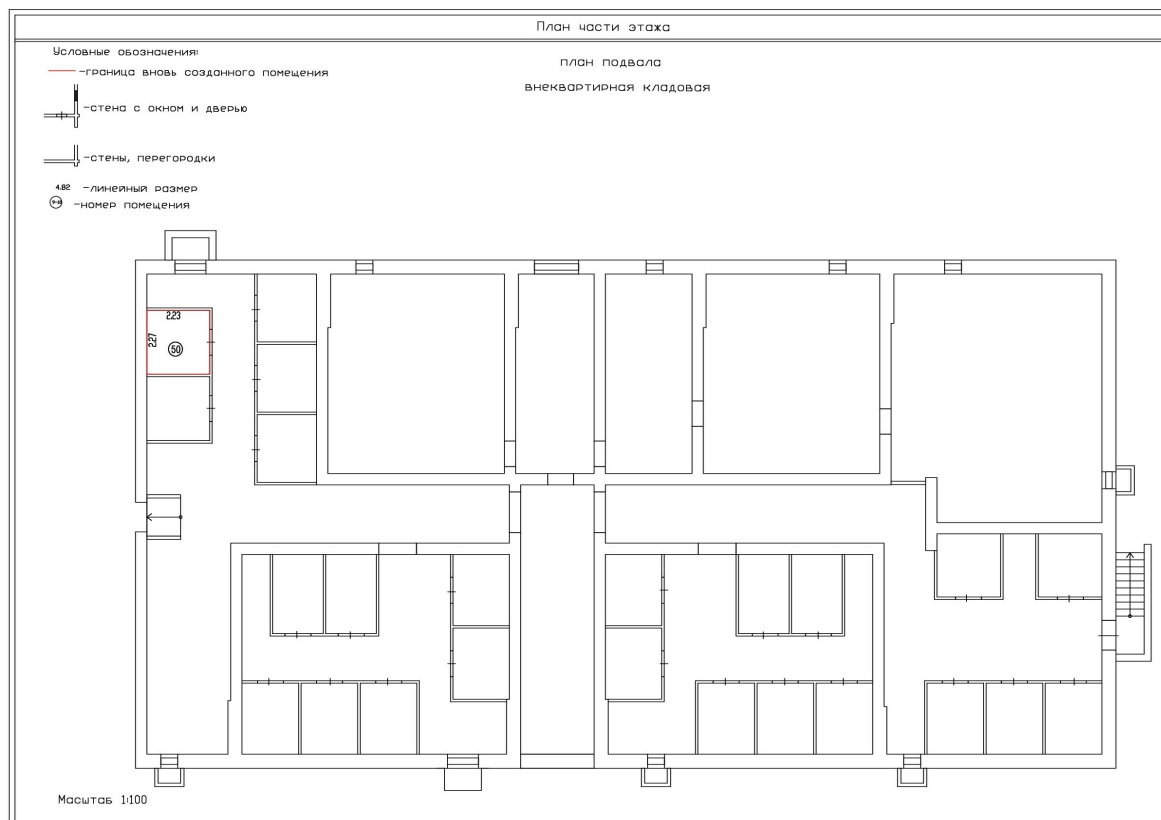 План части этажа
Условные обозначения:
план подвала
-граница вновь созданного помещения
внеквартирная кладовая
-стена с окном и дверью
-стены, перегородки
4.82 -линейный размер
-номер помещения
2.23
2.27
50
Масштаб 1:100